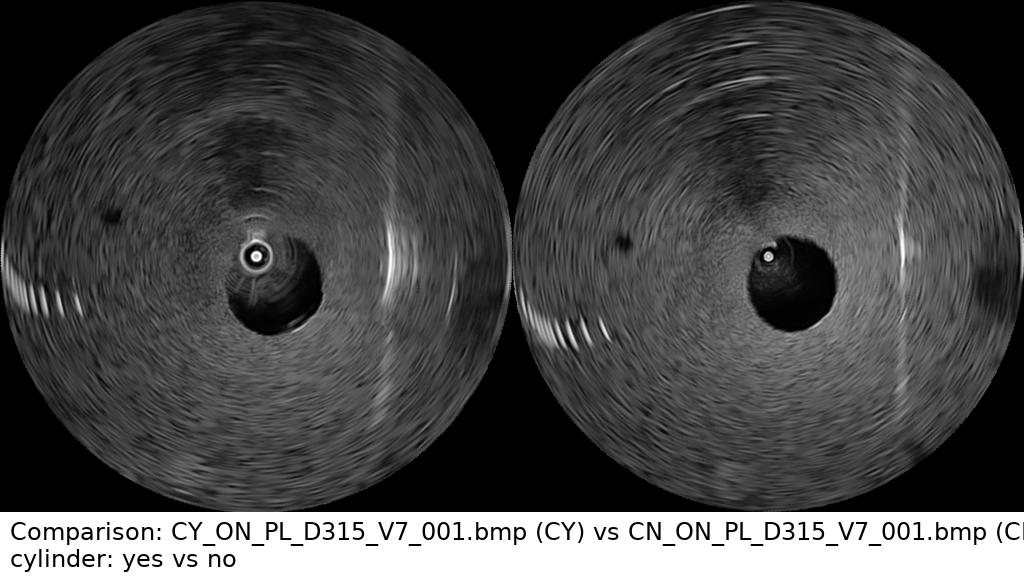 Comparison: CY_ON_PL_D315_V7_001.bmp (CY) vs CN_ON_PL_D315_V7_001.bmp
cylinder: yes vs no